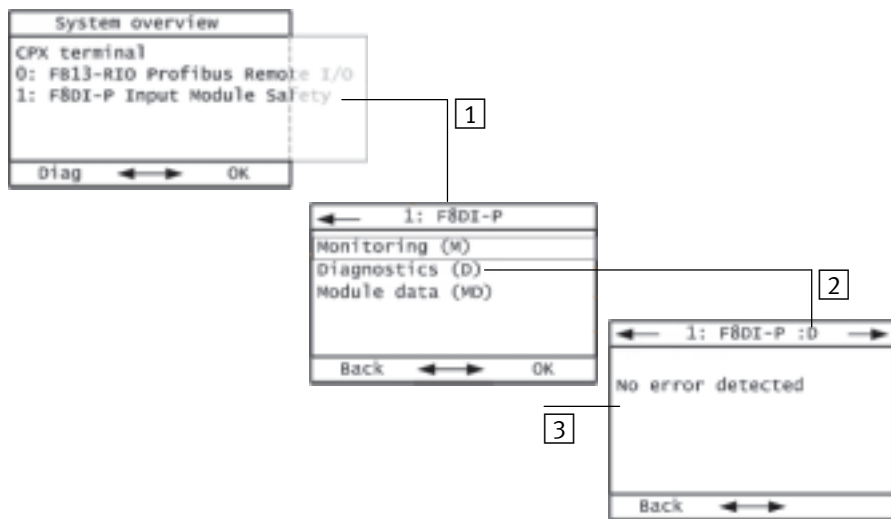 System overview
CPX terminal
0: FB13-RIO Profibus Remote I/O
1: F8DI-P Input Module Safety
Diag OK
1
1: F8DI-P
Monitoring (M)
Diagnostics (D)
Module data (MD)
Back OK
2
1: F8DI-P :D
No error detected
Back
3